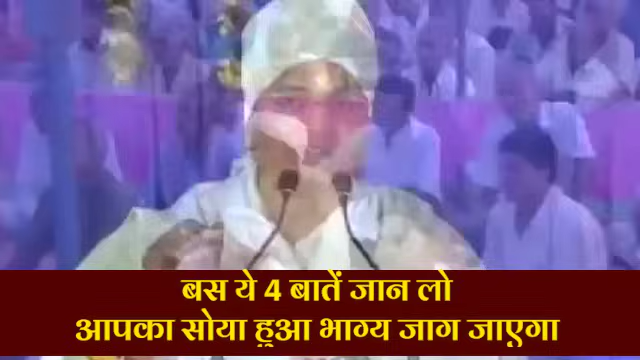 बस ये 4 बातें जान लो
आपका सोया हुआ भाग्य जाग जाएगा